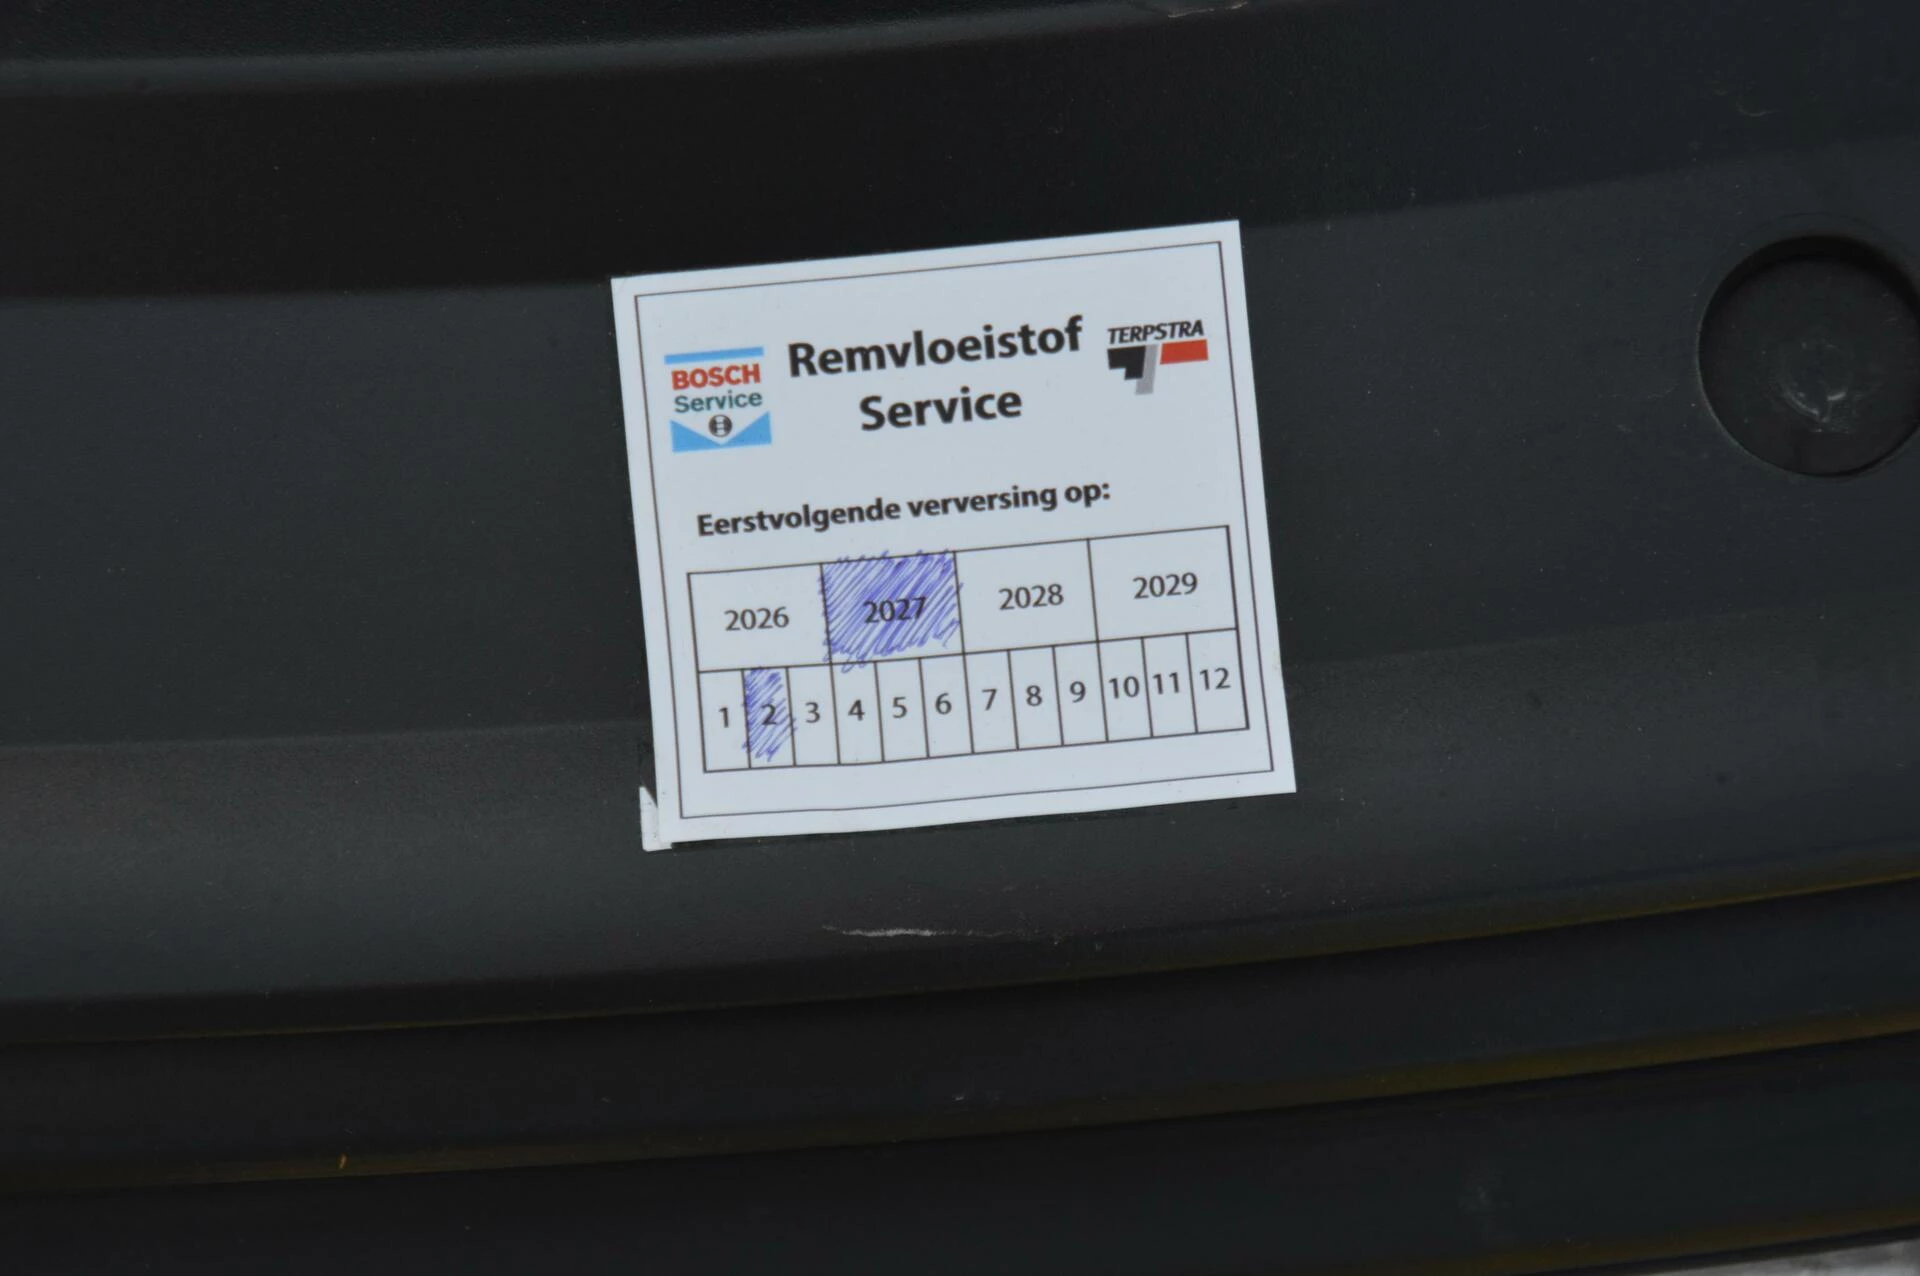 BOSCH
Service
Remvloeistof
Service
TERPSTRA
Eerstvolgende verversing op:
2026 2027 2028 2029
1 2 3 4 5 6 7 8 9 10 11 12